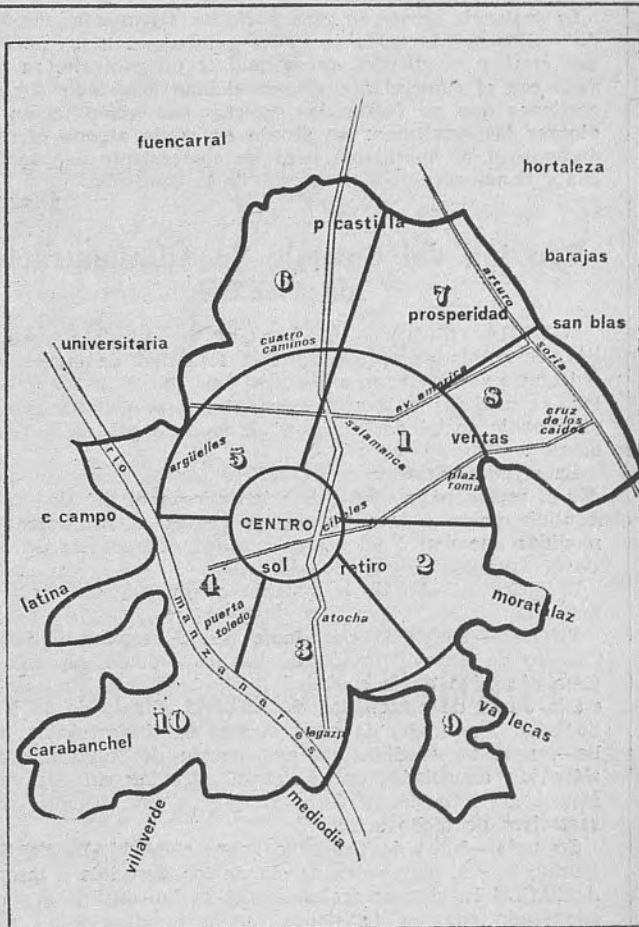 fuencarral
hortaleza
p castilla
barajas
6
arturo
7
prosperidad
san blas
universitaria
cuatro
caminos
soria
8
av. america
cruz
de los
caidos
salamanca
1
ventas
argüelles
5
plaza
roma
rio
manzanares
c campo
CENTRO
cibeles
sol
retiro
2
4
latina
moratalaz
puerta
toledo
atocha
3
10
legazpi
9
vallecas
carabanchel
mediodia
villaverde